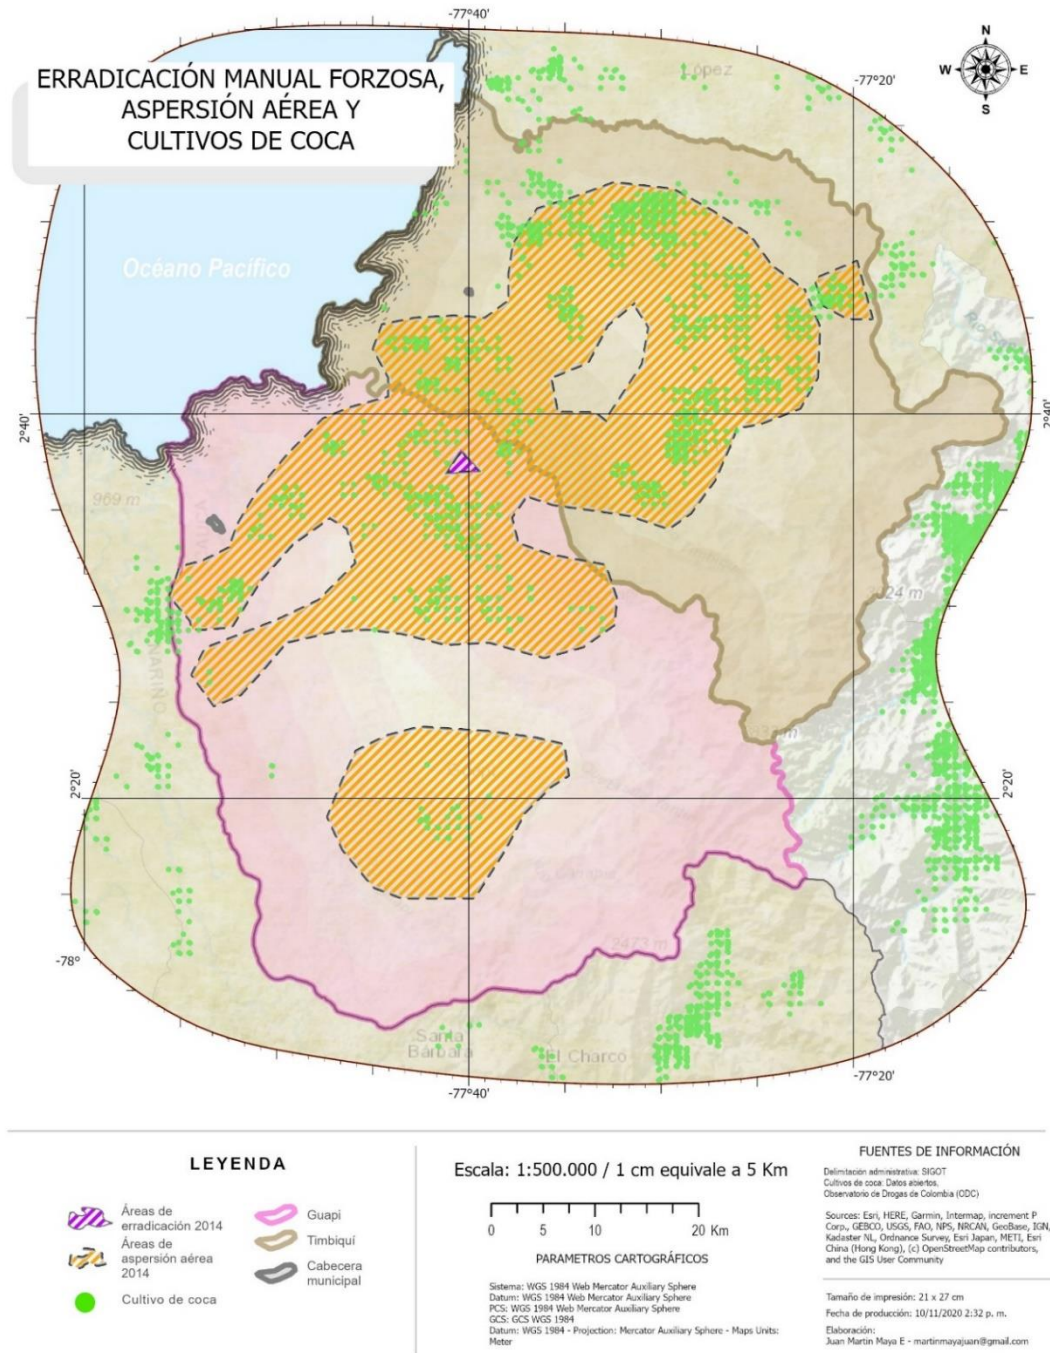 -77°40'
ERRADICACIÓN MANUAL FORZOSA,
ASPERSIÓN AÉREA Y
CULTIVOS DE COCA
López
-77°20'
N
W
E
S
Océano Pacífico
2°40'
2°40'
969 m
NARIÑO
2°20'
2°20'
-78°
2473 m
Santa
Bárbara
El Charco
-77°40'
-77°20'
LEYENDA
Áreas de
erradicación 2014
Áreas de
aspersión aérea
2014
Cultivo de coca
Guapi
Timbiquí
Cabecera
municipal
Escala: 1:500.000 / 1 cm equivale a 5 Km
0 5 10 20 Km
PARAMETROS CARTOGRÁFICOS
Sistema: WGS 1984 Web Mercator Auxiliary Sphere
Datum: WGS 1984 Web Mercator Auxiliary Sphere
PCS: WGS 1984 Web Mercator Auxiliary Sphere
GCS: GCS WGS 1984
Datum: WGS 1984 - Projection: Mercator Auxiliary Sphere - Maps Units:
Meter
FUENTES DE INFORMACIÓN
Delimitación administrativa: SIGOT
Cultivos de coca: Datos abiertos,
Observatorio de Drogas de Colombia (ODC)
Sources: Esri, HERE, Garmin, Intermap, increment P
Corp., GEBCO, USGS, FAO, NPS, NRCAN, GeoBase, IGN,
Kadaster NL, Ordnance Survey, Esri Japan, METI, Esri
China (Hong Kong), (c) OpenStreetMap contributors,
and the GIS User Community
Tamaño de impresión: 21 x 27 cm
Fecha de producción: 10/11/2020 2:32 p. m.
Elaboración:
Juan Martin Maya E - martinmayajuan@gmail.com